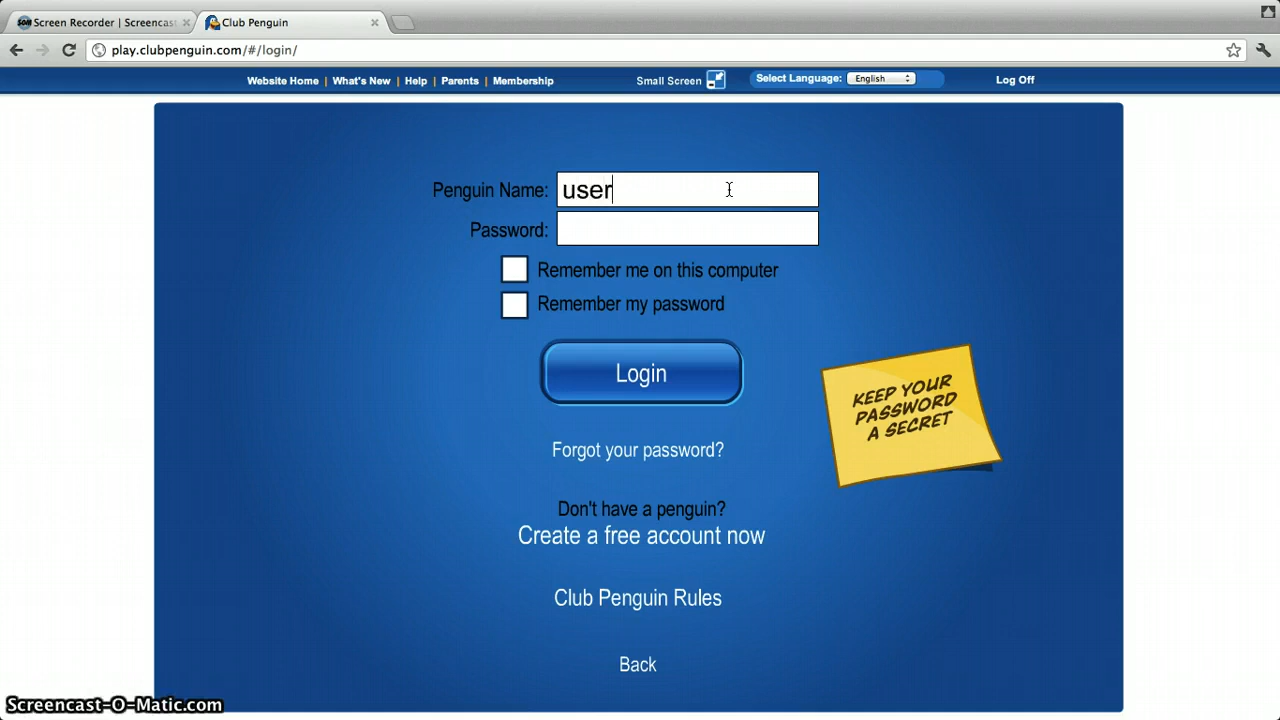 Screen Recorder | Screencast
Club Penguin
play.clubpenguin.com/#/login/
Website Home | What's New | Help | Parents | Membership
Small Screen
Select Language: English
Log Off
Penguin Name: user
Password:
Remember me on this computer
Remember my password
Login
KEEP YOUR
PASSWORD
A SECRET
Forgot your password?
Don't have a penguin?
Create a free account now
Club Penguin Rules
Back
Screencast-O-Matic.com